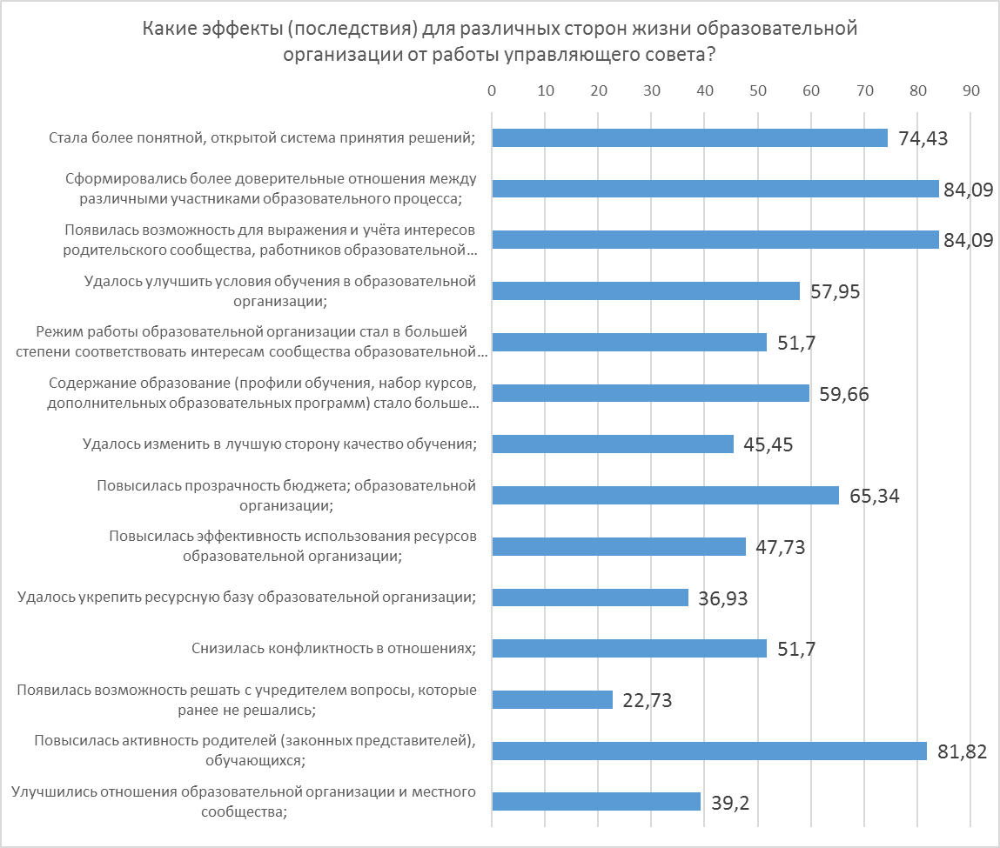 Какие эффекты (последствия) для различных сторон жизни образовательной
организации от работы управляющего совета?
0 10 20 30 40 50 60 70 80 90
Стала более понятной, открытой система принятия решений;
74,43
Сформировались более доверительные отношения между
различными участниками образовательного процесса;
84,09
Появилась возможность для выражения и учёта интересов
родительского сообщества, работников образовательной…
84,09
Удалось улучшить условия обучения в образовательной
организации;
57,95
Режим работы образовательной организации стал в большей
степени соответствовать интересам сообщества образовательной…
51,7
Содержание образование (профили обучения, набор курсов,
дополнительных образовательных программ) стало больше…
59,66
Удалось изменить в лучшую сторону качество обучения;
45,45
Повысилась прозрачность бюджета; образовательной
организации;
65,34
Повысилась эффективность использования ресурсов
образовательной организации;
47,73
Удалось укрепить ресурсную базу образовательной организации;
36,93
Снизилась конфликтность в отношениях;
51,7
Появилась возможность решать с учредителем вопросы, которые
ранее не решались;
22,73
Повысилась активность родителей (законных представителей),
обучающихся;
81,82
Улучшились отношения образовательной организации и местного
сообщества;
39,2